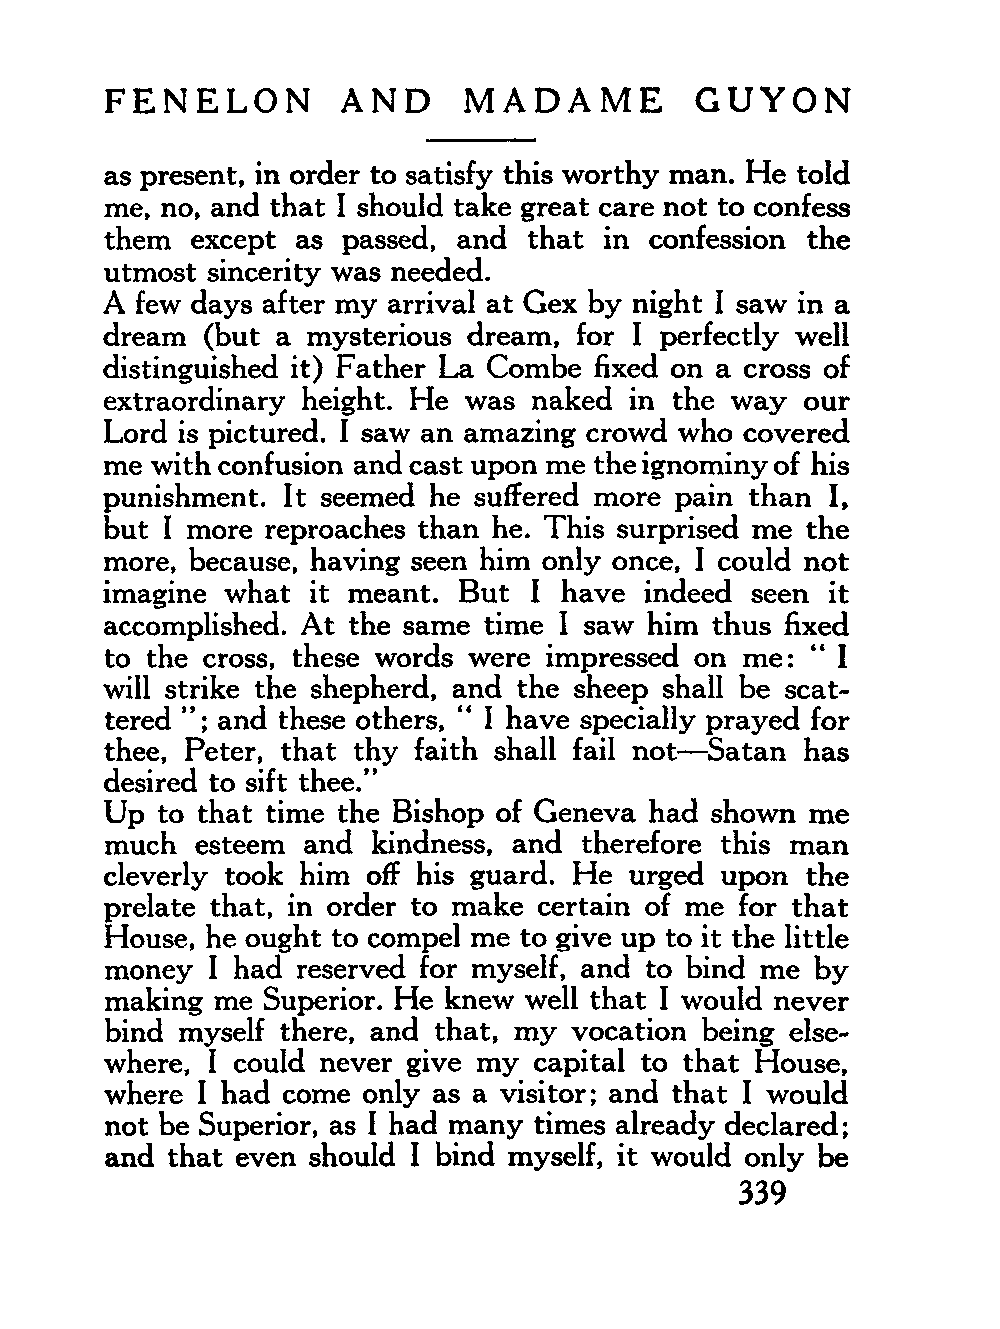 FENELON AND MADAME GUYON
as present, in order to satisfy this worthy man. He told
me, no, and that I should take great care not to confess
them except as passed, and that in confession the
utmost sincerity was needed.
A few days after my arrival at Gex by night I saw in a
dream (but a mysterious dream, for I perfectly well
distinguished it) Father La Combe fixed on a cross of
extraordinary height. He was naked in the way our
Lord is pictured. I saw an amazing crowd who covered
me with confusion and cast upon me the ignominy of his
punishment. It seemed he suffered more pain than I,
but I more reproaches than he. This surprised me the
more, because, having seen him only once, I could not
imagine what it meant. But I have indeed seen it
accomplished. At the same time I saw him thus fixed
to the cross, these words were impressed on me: “ I
will strike the shepherd, and the sheep shall be scat-
tered ”; and these others, “ I have specially prayed for
thee, Peter, that thy faith shall fail not—Satan has
desired to sift thee.”
Up to that time the Bishop of Geneva had shown me
much esteem and kindness, and therefore this man
cleverly took him off his guard. He urged upon the
prelate that, in order to make certain of me for that
House, he ought to compel me to give up to it the little
money I had reserved for myself, and to bind me by
making me Superior. He knew well that I would never
bind myself there, and that, my vocation being else-
where, I could never give my capital to that House,
where I had come only as a visitor; and that I would
not be Superior, as I had many times already declared;
and that even should I bind myself, it would only be
339